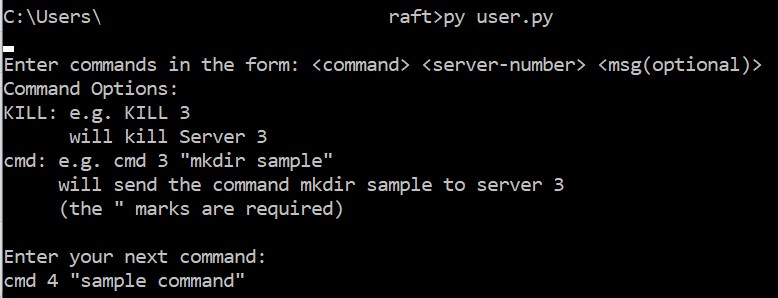 C:\Users\ raft>py user.py
Enter commands in the form: <command> <server-number> <msg(optional)>
Command Options:
KILL: e.g. KILL 3
will kill Server 3
cmd: e.g. cmd 3 "mkdir sample"
will send the command mkdir sample to server 3
(the " marks are required)
Enter your next command:
cmd 4 "sample command"